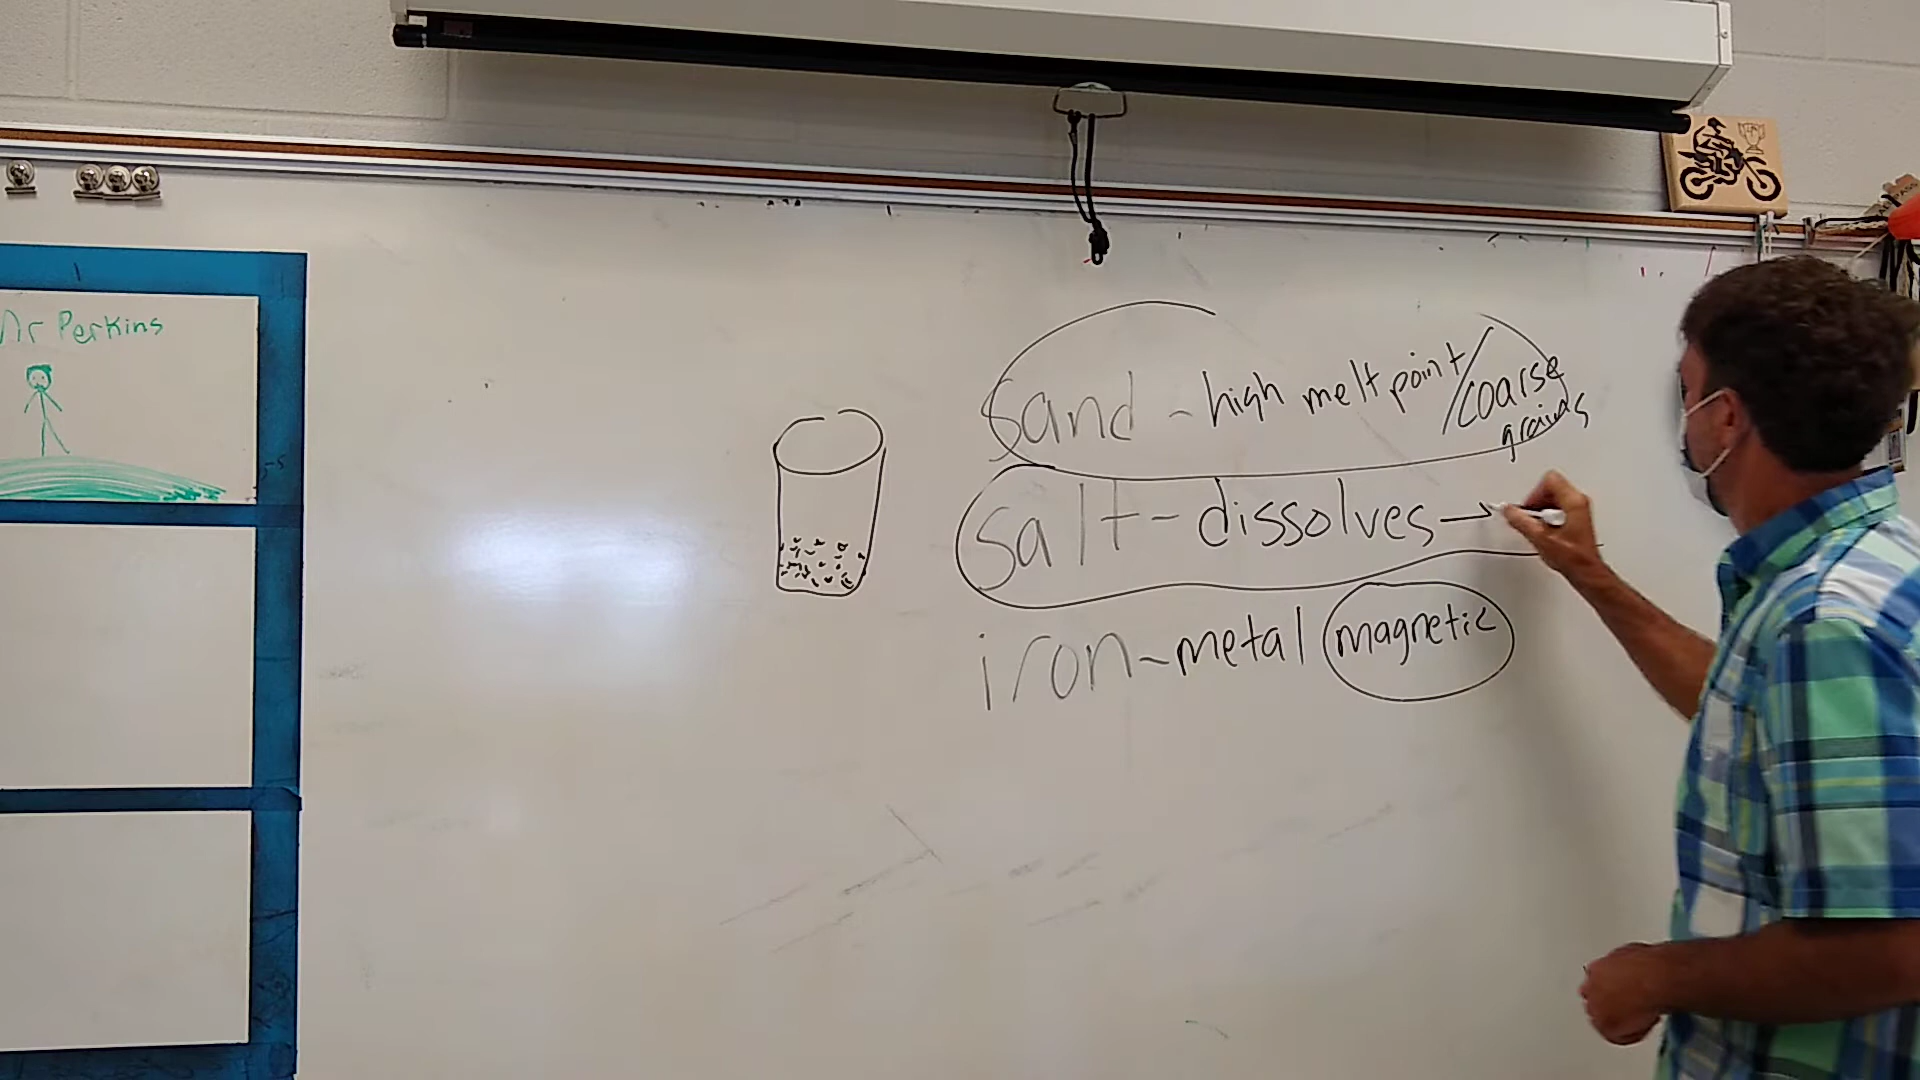 Mr Perkins
sand - high melt point/coarse
grains
salt - dissolves →
iron - metal magnetic